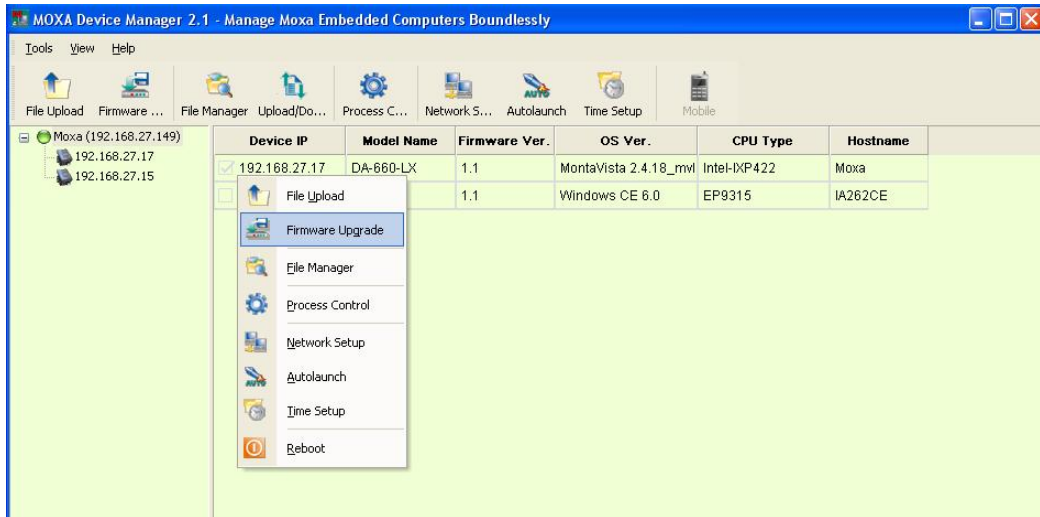 MOXA Device Manager 2.1 - Manage Moxa Embedded Computers Boundlessly
Tools View Help
File Upload Firmware ... File Manager Upload/Do... Process C... Network S... Autolaunch Time Setup Mobile
Moxa (192.168.27.149)
192.168.27.17
192.168.27.15
Device IP Model Name Firmware Ver. OS Ver. CPU Type Hostname
192.168.27.17 DA-660-LX 1.1 MontaVista 2.4.18_mvl Intel-IXP422 Moxa
1.1 Windows CE 6.0 EP9315 IA262CE
File Upload
Firmware Upgrade
File Manager
Process Control
Network Setup
Autolaunch
Time Setup
Reboot